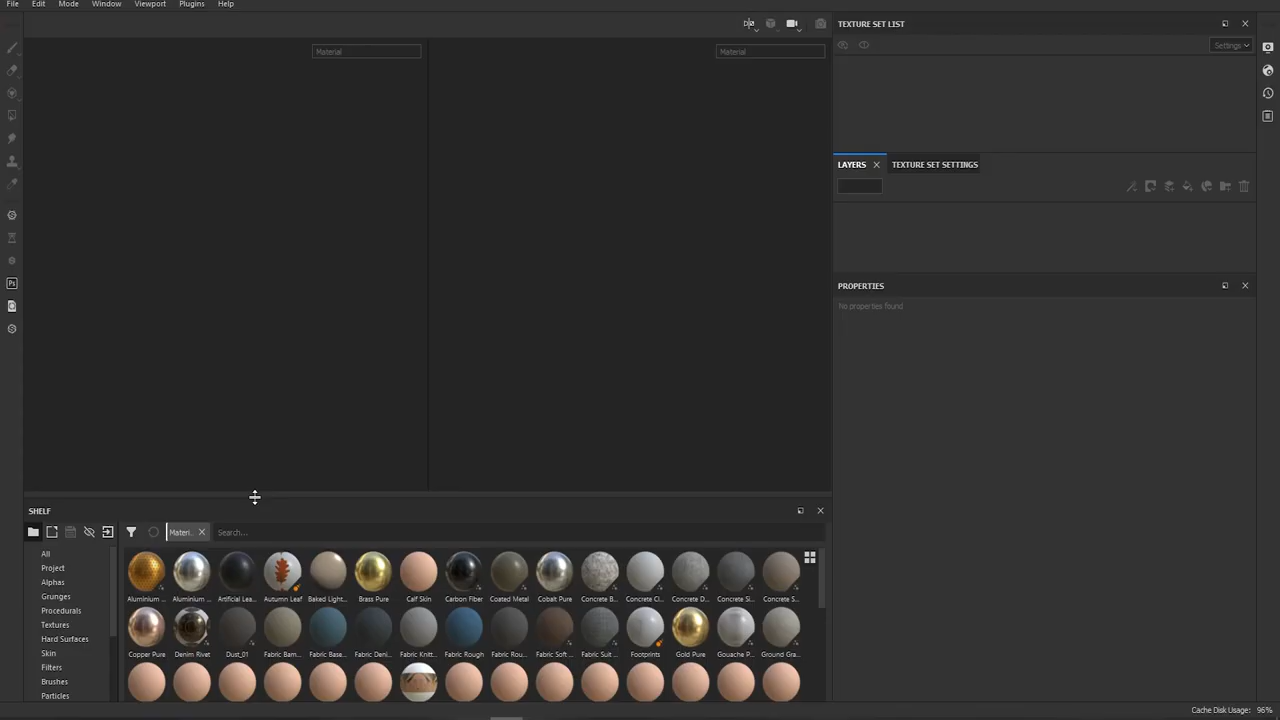 File Edit Mode Window Viewport Plugins Help
TEXTURE SET LIST
Settings
Material
Material
LAYERS
TEXTURE SET SETTINGS
PROPERTIES
No properties found
Ps
SHELF
Materi...
Search...
All
Project
Alphas
Grunges
Procedurals
Textures
Hard Surfaces
Skin
Filters
Brushes
Particles
Aluminium ... Aluminium ... Artificial Lea... Autumn Leaf Baked Light... Brass Pure Calf Skin Carbon Fiber Coated Metal Cobalt Pure Concrete B... Concrete Cl... Concrete D... Concrete Si... Concrete S...
Copper Pure Denim Rivet Dust_01 Fabric Bam... Fabric Base... Fabric Deni... Fabric Knitt... Fabric Rough Fabric Rou... Fabric Soft ... Fabric Suit ... Footprints Gold Pure Gouache P... Ground Gra...
Cache Disk Usage: 96%